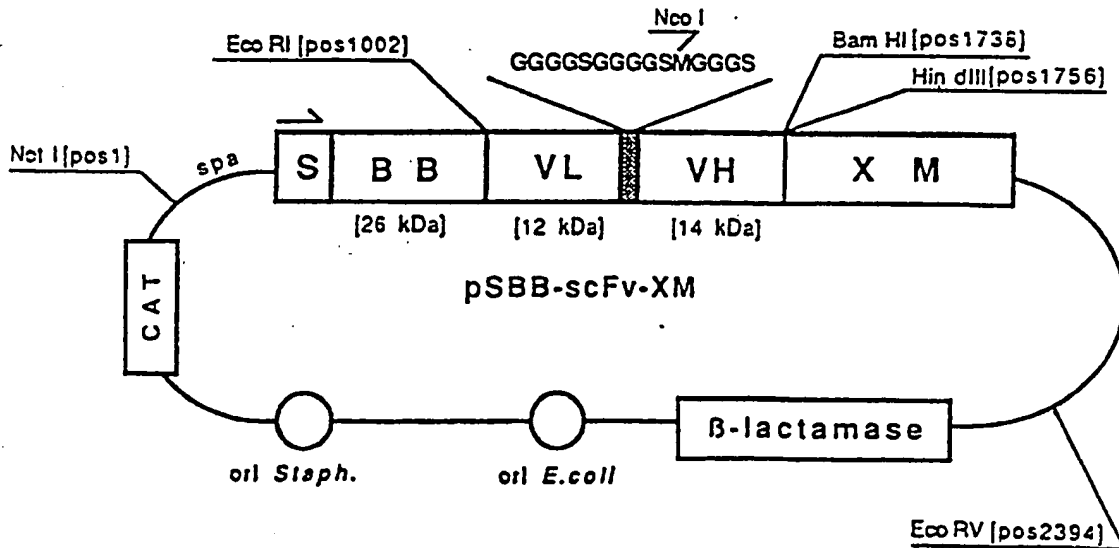 Nco I
Eco RI [pos1002]
GGGGSGGGGSMGGGS
Bam HI [pos1738]
Hin dIII [pos1756]
Not I [pos1]
spa
S
B B
VL
VH
X M
[26 kDa]
[12 kDa]
[14 kDa]
CAT
pSBB-scFv-XM
ß-lactamase
ori Staph.
ori E.coli
Eco RV [pos2394]